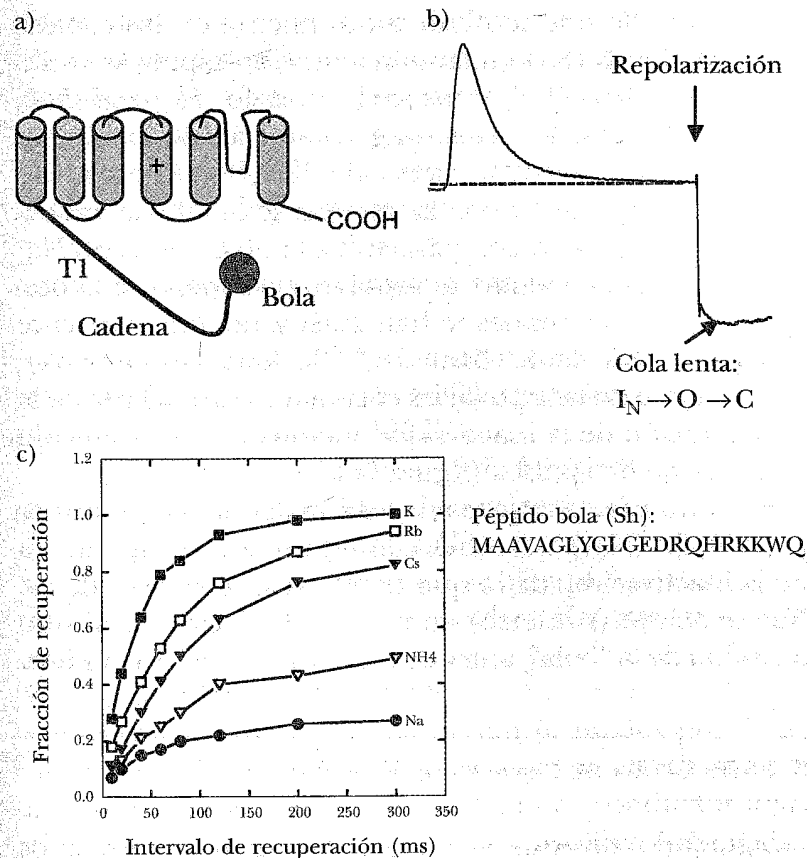 a)
+
COOH
T1
Bola
Cadena
b)
Repolarización
Cola lenta:
I_N → O → C
c)
Fracción de recuperación
1.2
1.0
0.8
0.6
0.4
0.2
0.0
0 50 100 150 200 250 300 350
Intervalo de recuperación (ms)
K
Rb
Cs
NH4
Na
Péptido bola (Sh):
MAAVAGLYGLGEDRQHRKKWQ